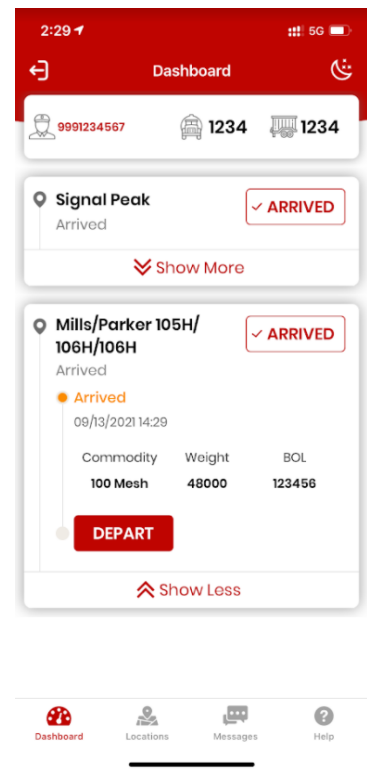 2:29 5G
Dashboard
9991234567 1234 1234
Signal Peak
Arrived
ARRIVED
Show More
Mills/Parker 105H/
106H/106H
Arrived
ARRIVED
Arrived
09/13/2021 14:29
Commodity Weight BOL
100 Mesh 48000 123456
DEPART
Show Less
Dashboard Locations Messages Help